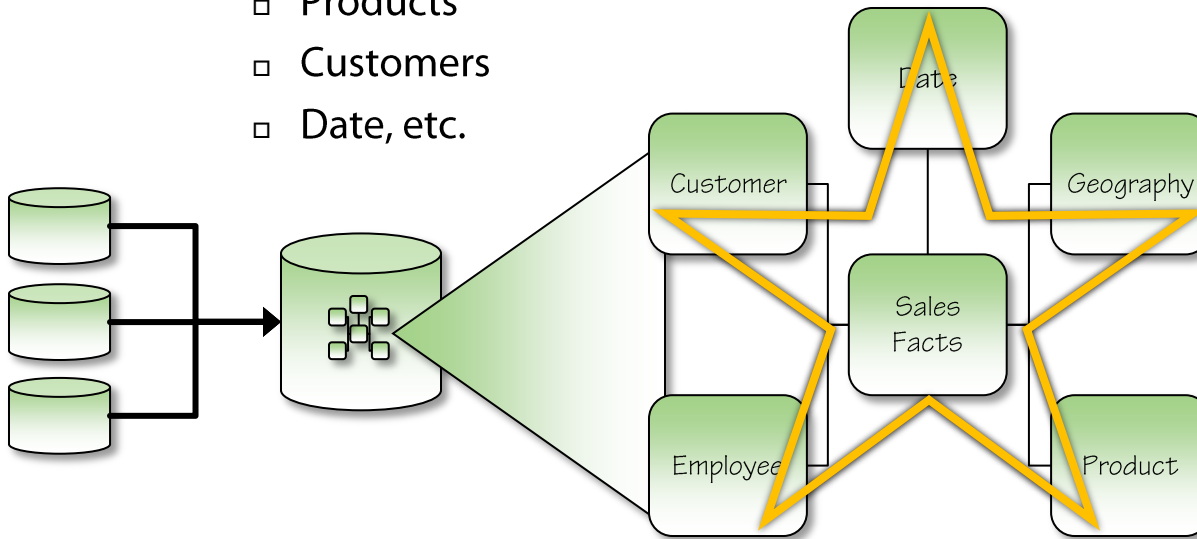 Products
Customers
Date, etc.
Date
Customer
Geography
Sales
Facts
Employee
Product